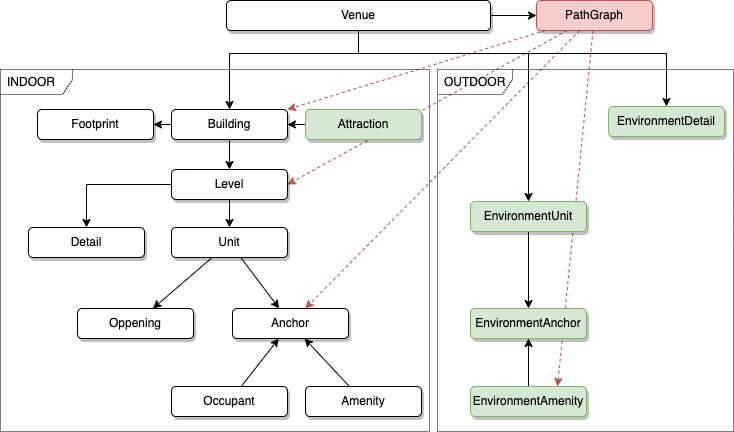 Venue
PathGraph
INDOOR
OUTDOOR
Footprint
Building
Attraction
EnvironmentDetail
Level
EnvironmentUnit
Detail
Unit
Oppening
Anchor
EnvironmentAnchor
Occupant
Amenity
EnvironmentAmenity